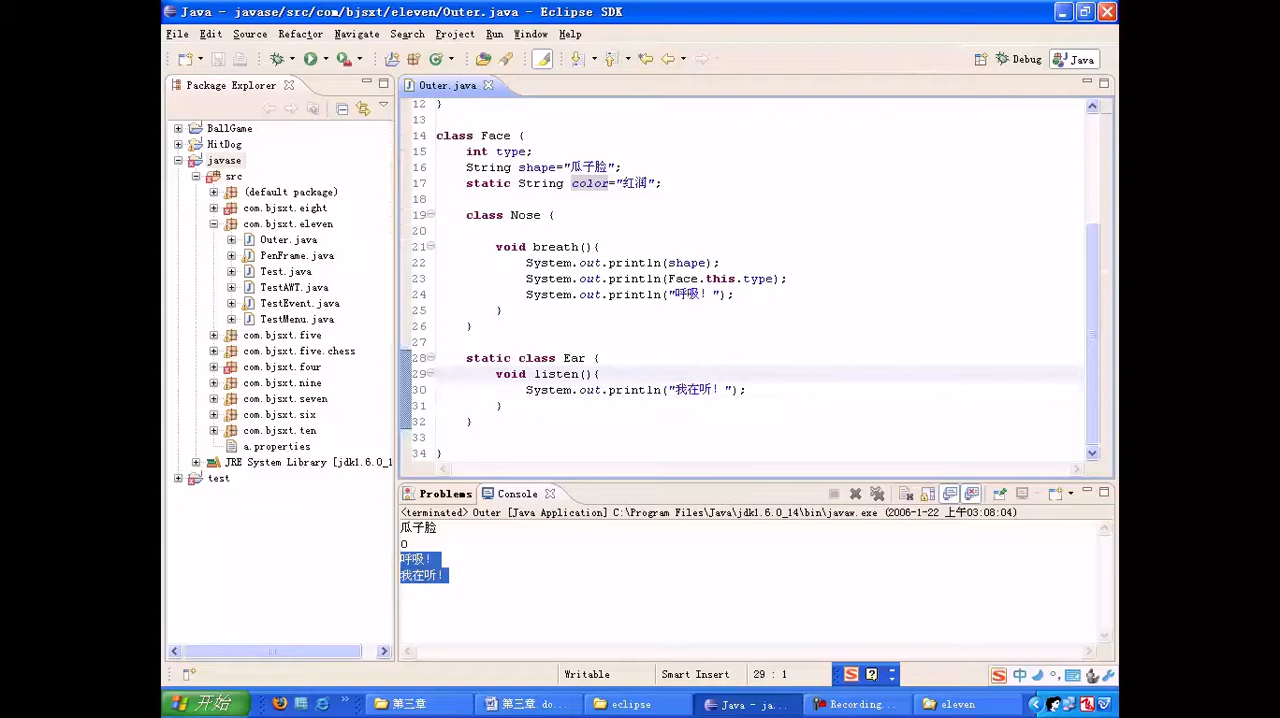 Java - javase/src/com/bjsxt/eleven/Outer.java - Eclipse SDK
File Edit Source Refactor Navigate Search Project Run Window Help
Debug Java
Package Explorer
BallGame
HitDog
javase
src
(default package)
com.bjsxt.eight
com.bjsxt.eleven
Outer.java
PenFrame.java
Test.java
TestAWT.java
TestEvent.java
TestMenu.java
com.bjsxt.five
com.bjsxt.five.chess
com.bjsxt.four
com.bjsxt.nine
com.bjsxt.seven
com.bjsxt.six
com.bjsxt.ten
a.properties
JRE System Library [jdk1.6.0_1
test
Outer.java
12 }
13
14 class Face {
15 int type;
16 String shape="瓜子脸";
17 static String color="红润";
18
19 class Nose {
20
21 void breath(){
22 System.out.println(shape);
23 System.out.println(Face.this.type);
24 System.out.println("呼吸!");
25 }
26 }
27
28 static class Ear {
29 void listen(){
30 System.out.println("我在听!");
31 }
32 }
33
34 }
Problems Console
<terminated> Outer [Java Application] C:\Program Files\Java\jdk1.6.0_14\bin\javaw.exe (2006-1-22 上午03:08:04)
瓜子脸
0
呼吸!
我在听!
Writable Smart Insert 29 : 1
S ?
S 中
开始 第三章 第三章.do... eclipse Java - ja... Recording... eleven